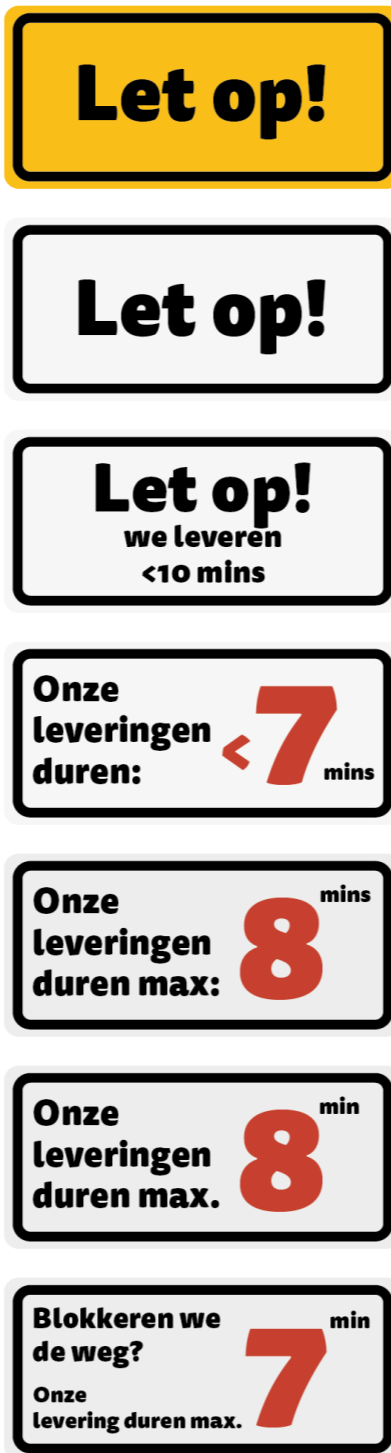 Let op!
Let op!
Let op!
we leveren
<10 mins
Onze
leveringen
duren:
<7
mins
Onze
leveringen
duren max:
8
mins
Onze
leveringen
duren max.
8
min
Blokkeren we
de weg?
Onze
levering duren max.
7
min